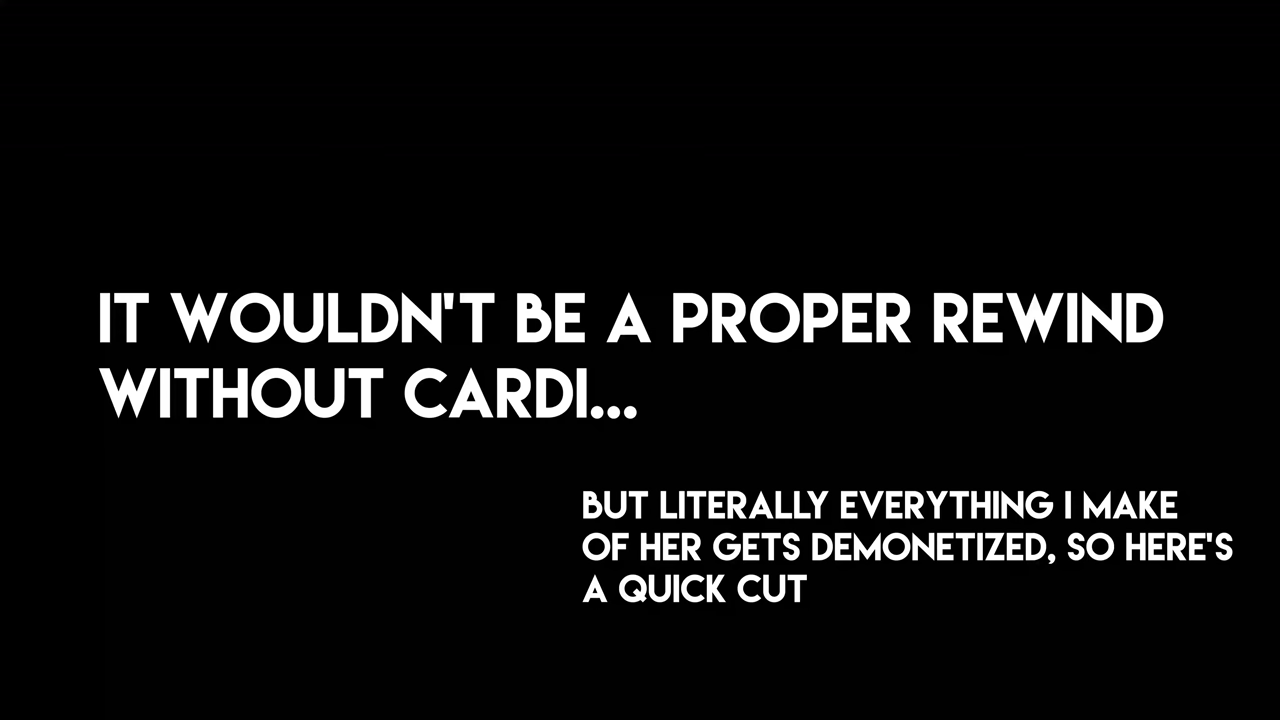 IT WOULDN'T BE A PROPER REWIND
WITHOUT CARDI...
BUT LITERALLY EVERYTHING I MAKE
OF HER GETS DEMONETIZED, SO HERE'S
A QUICK CUT